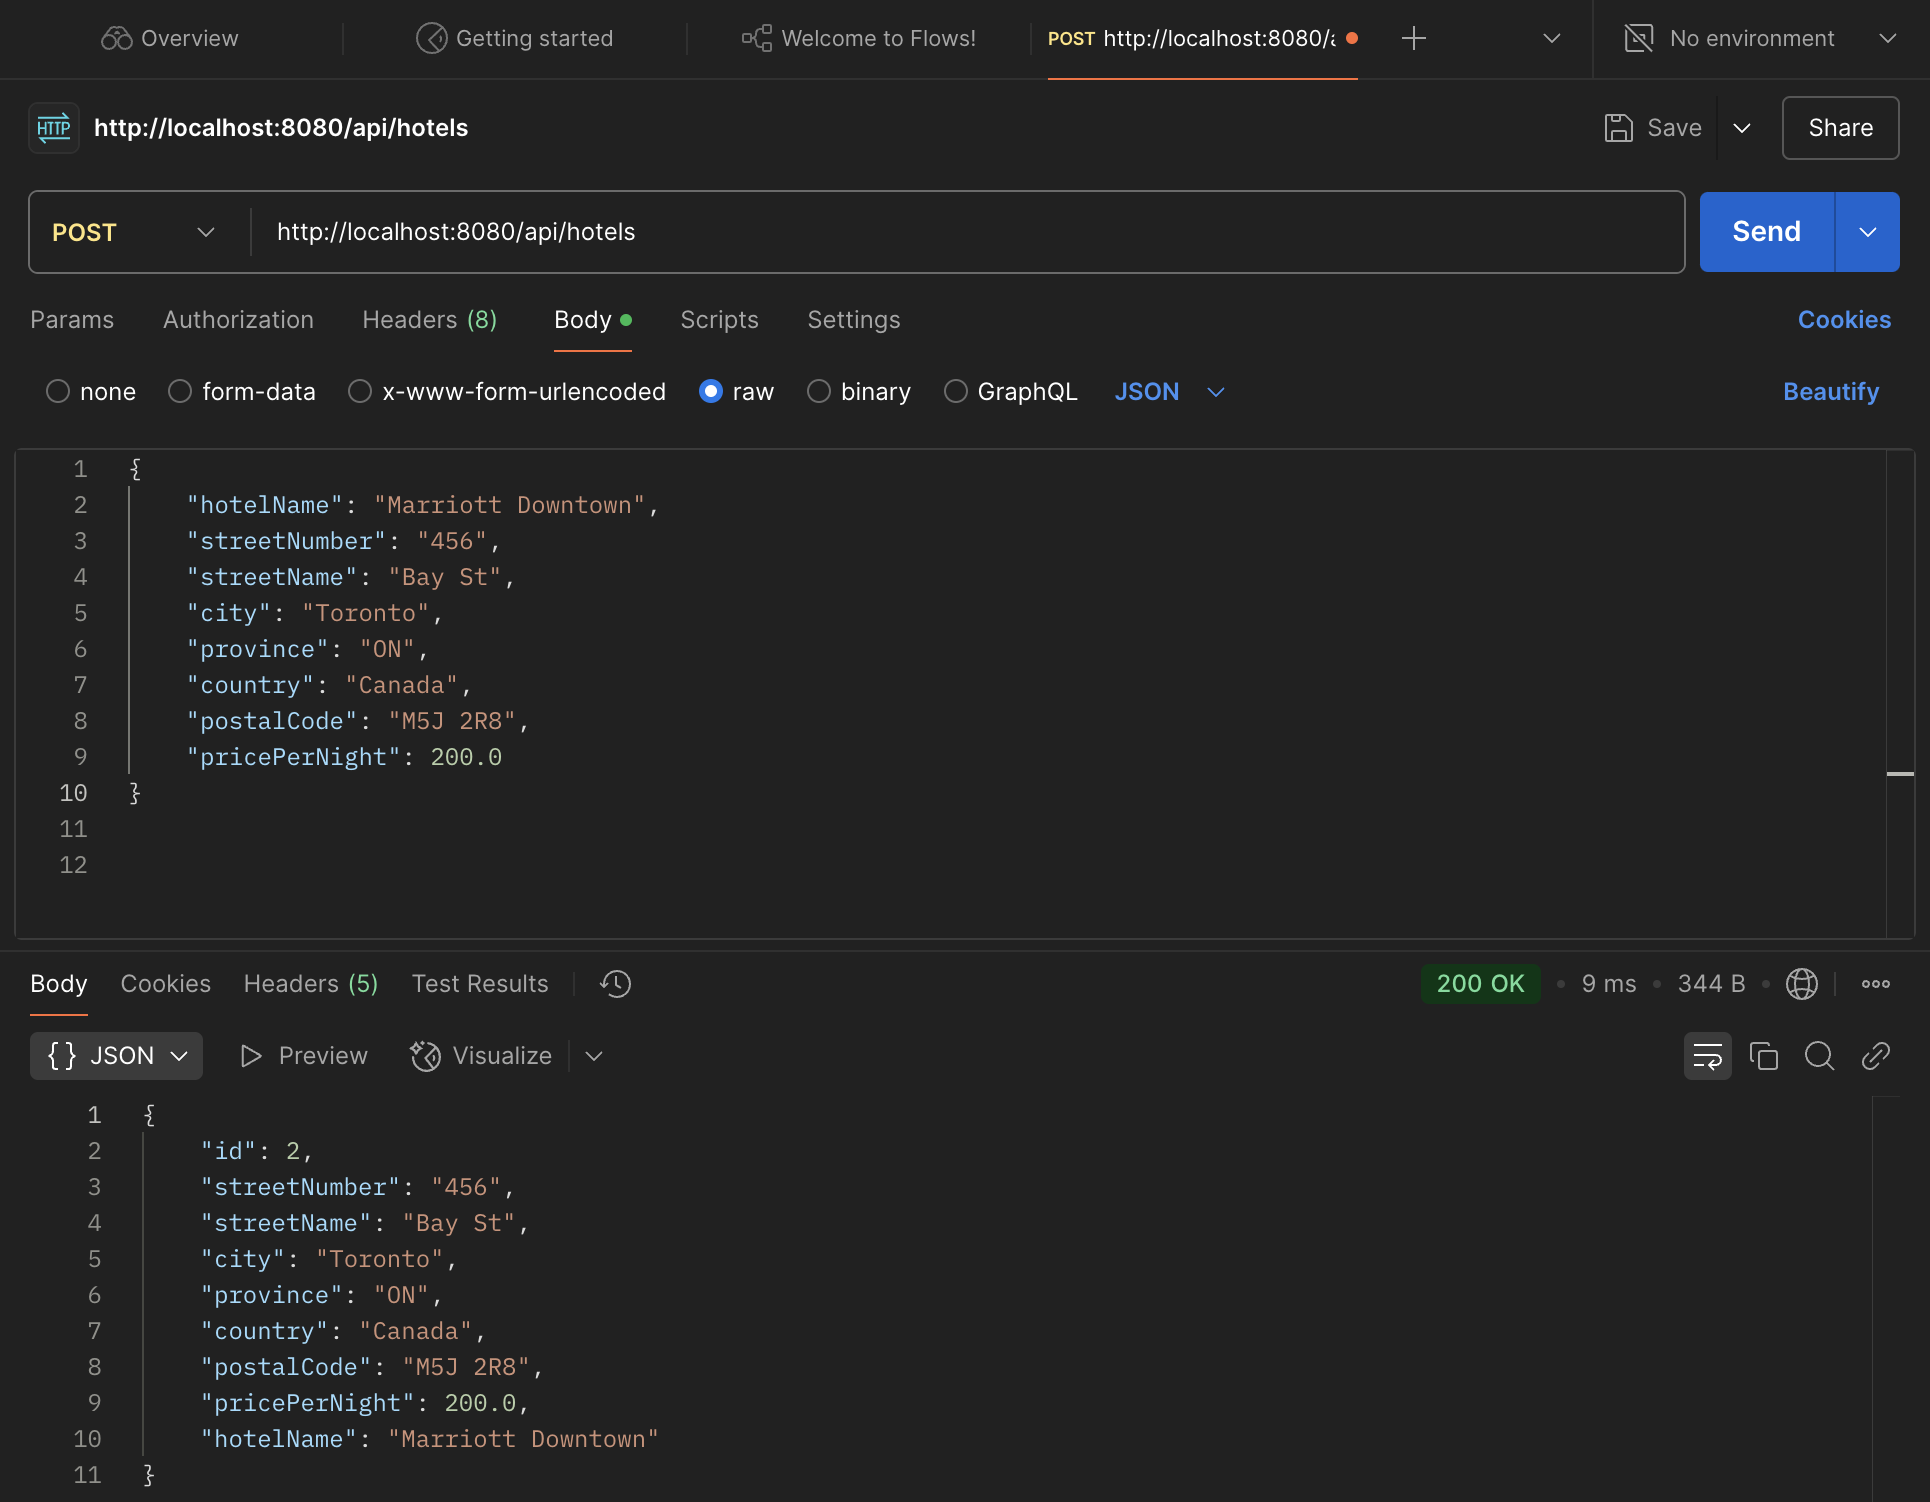 Overview
Getting started
Welcome to Flows!
POST http://localhost:8080/
No environment
HTTP
http://localhost:8080/api/hotels
Save
Share
POST
http://localhost:8080/api/hotels
Send
Params
Authorization
Headers (8)
Body
Scripts
Settings
Cookies
none
form-data
x-www-form-urlencoded
raw
binary
GraphQL
JSON
Beautify
1 {
2 "hotelName": "Marriott Downtown",
3 "streetNumber": "456",
4 "streetName": "Bay St",
5 "city": "Toronto",
6 "province": "ON",
7 "country": "Canada",
8 "postalCode": "M5J 2R8",
9 "pricePerNight": 200.0
10 }
11
12
Body
Cookies
Headers (5)
Test Results
200 OK • 9 ms • 344 B •
{} JSON
Preview
Visualize
1 {
2 "id": 2,
3 "streetNumber": "456",
4 "streetName": "Bay St",
5 "city": "Toronto",
6 "province": "ON",
7 "country": "Canada",
8 "postalCode": "M5J 2R8",
9 "pricePerNight": 200.0,
10 "hotelName": "Marriott Downtown"
11 }